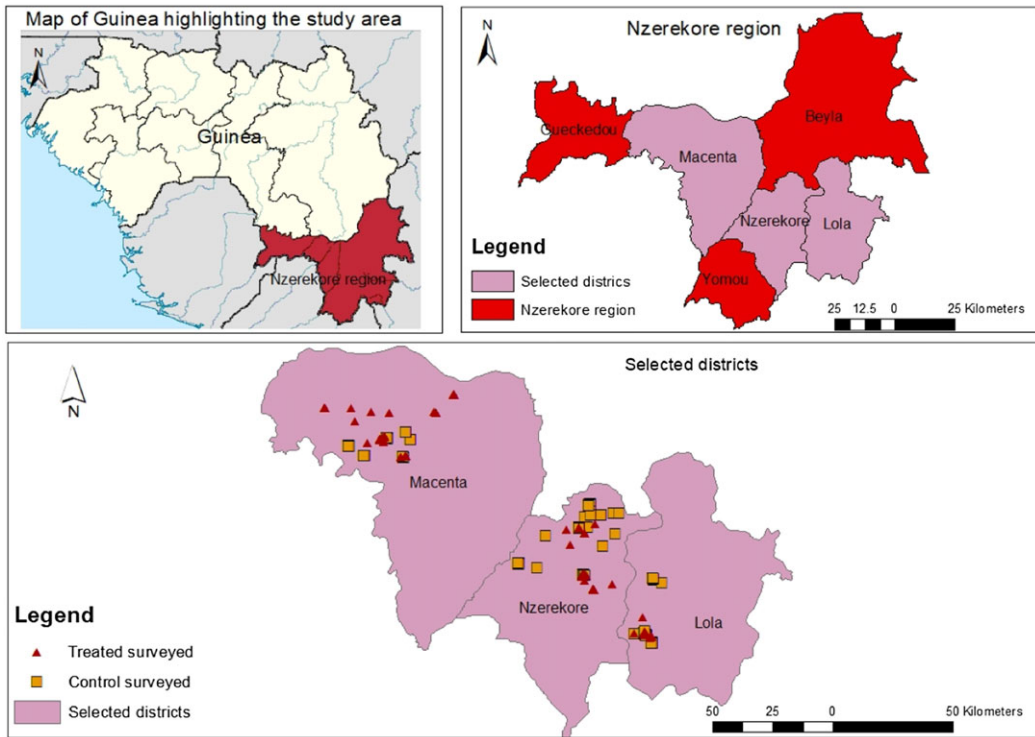 Map of Guinea highlighting the study area
N
Guinea
Nzerekore region
Nzerekore region
N
Gueckedou
Beyla
Macenta
Nzerekore
Lola
Yomou
Legend
Selected districs
Nzerekore region
25 12.5 0 25 Kilometers
Selected districts
N
Macenta
Nzerekore
Lola
Legend
Treated surveyed
Control surveyed
Selected districts
50 25 0 50 Kilometers